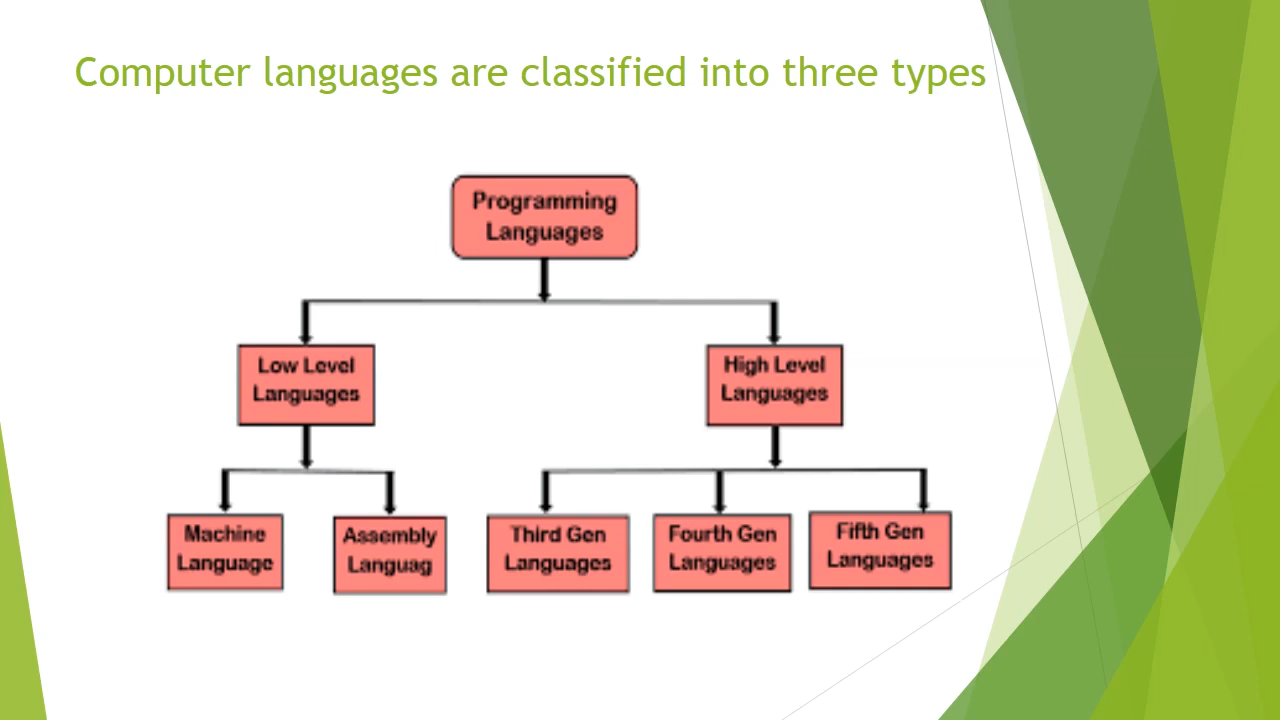 Computer languages are classified into three types
Programming
Languages
Low Level
Languages
High Level
Languages
Machine
Language
Assembly
Languag
Third Gen
Languages
Fourth Gen
Languages
Fifth Gen
Languages